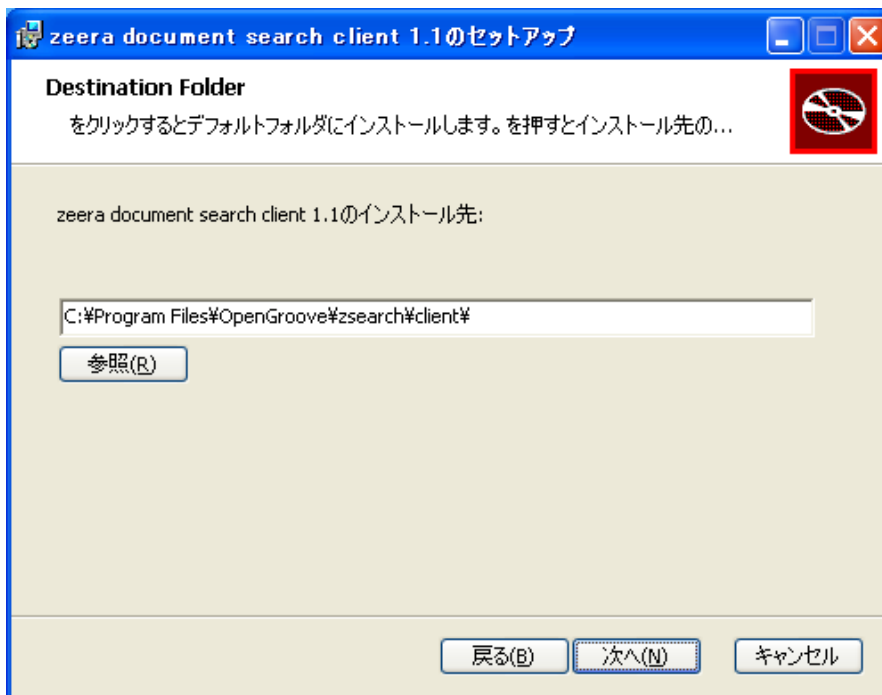 zeera document search client 1.1のセットアップ
Destination Folder
をクリックするとデフォルトフォルダにインストールします。を押すとインストール先の...
zeera document search client 1.1のインストール先:
C:¥Program Files¥OpenGroove¥zsearch¥client¥
参照(R)
戻る(B) 次へ(N) キャンセル